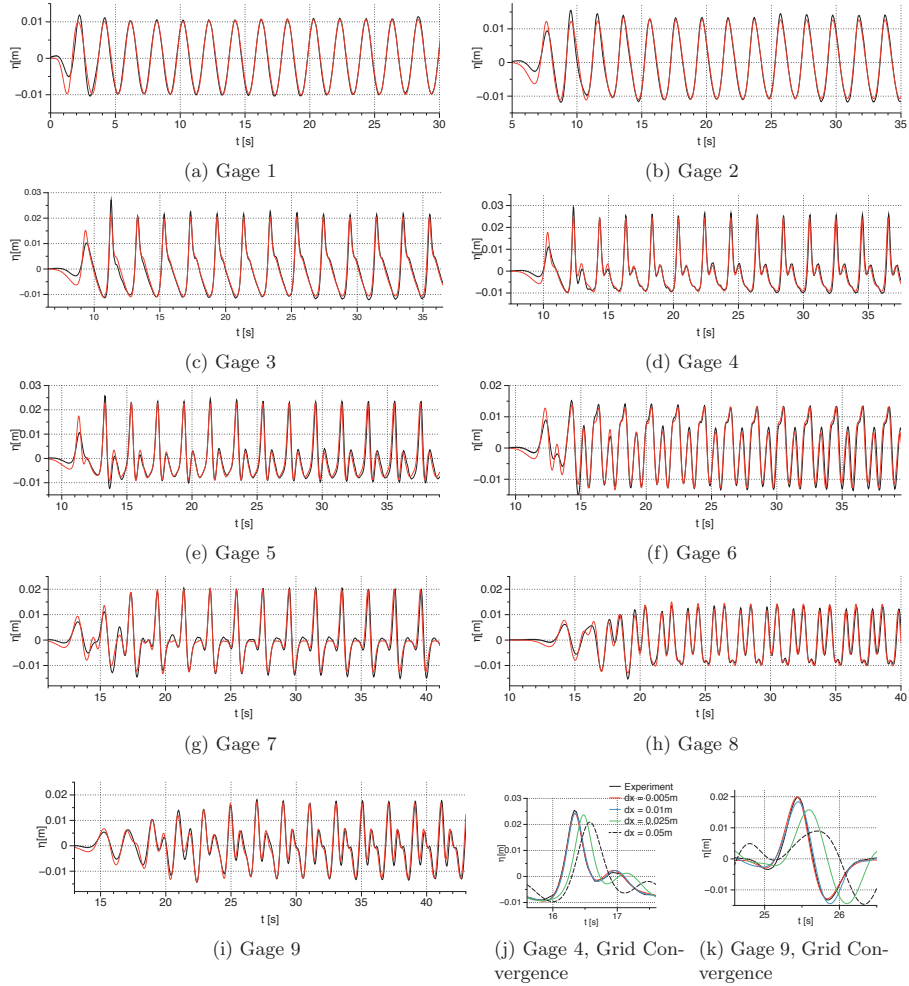 0.01
0
−0.01
η[m]
0 5 10 15 20 25 30
t [s]
(a) Gage 1
0.01
0
−0.01
η[m]
5 10 15 20 25 30 35
t [s]
(b) Gage 2
0.03
0.02
0.01
0
−0.01
η[m]
10 15 20 25 30 35
t [s]
(c) Gage 3
0.03
0.02
0.01
0
−0.01
η[m]
10 15 20 25 30 35
t [s]
(d) Gage 4
0.03
0.02
0.01
0
−0.01
η[m]
10 15 20 25 30 35
t [s]
(e) Gage 5
0.02
0.01
0
−0.01
η[m]
10 15 20 25 30 35
t [s]
(f) Gage 6
0.02
0.01
0
−0.01
η[m]
15 20 25 30 35 40
t [s]
(g) Gage 7
0.02
0.01
0
−0.01
η[m]
10 15 20 25 30 35 40
t [s]
(h) Gage 8
0.02
0.01
0
−0.01
η[m]
15 20 25 30 35 40
t [s]
(i) Gage 9
Experiment
dx = 0.005m
dx = 0.01m
dx = 0.025m
dx = 0.05m
0.03
0.02
0.01
0
−0.01
η[m]
16 17
t [s]
(j) Gage 4, Grid Con-
vergence
0.02
0.01
0
−0.01
η[m]
25 26
t [s]
(k) Gage 9, Grid Con-
vergence